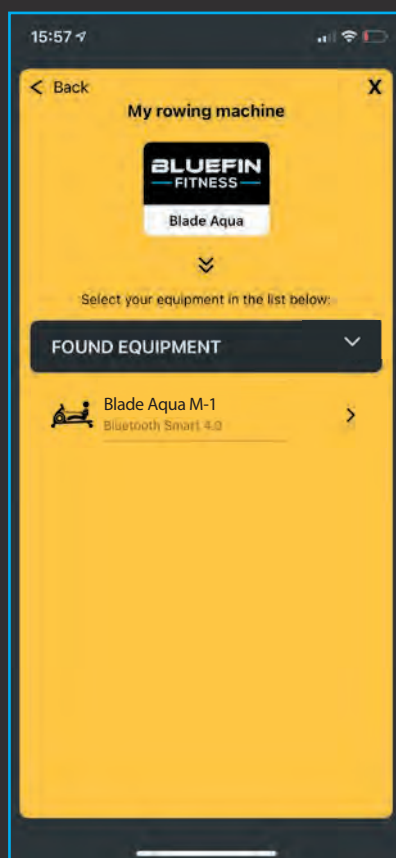 15:57
< Back
X
My rowing machine
BLUEFIN
FITNESS
Blade Aqua
Select your equipment in the list below:
FOUND EQUIPMENT
Blade Aqua M-1
Bluetooth Smart 4.0